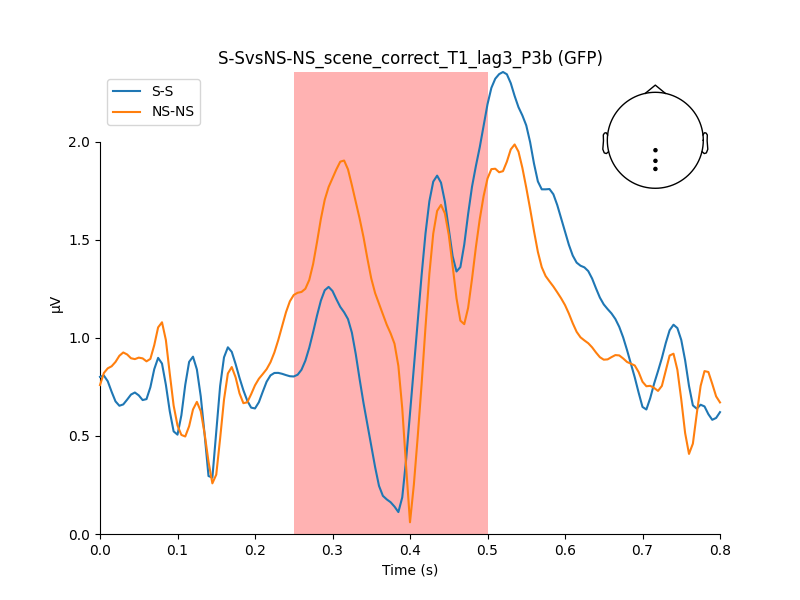 S-SvsNS-NS_scene_correct_T1_lag3_P3b (GFP)
S-S
NS-NS
2.0
1.5
1.0
0.5
0.0
µV
0.0 0.1 0.2 0.3 0.4 0.5 0.6 0.7 0.8
Time (s)